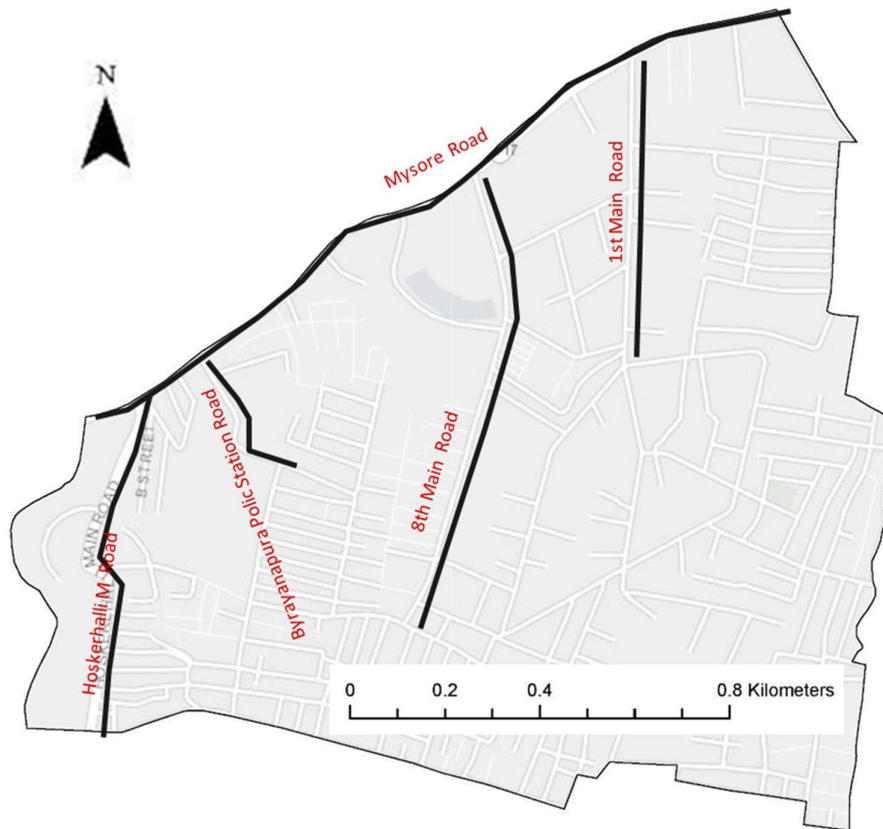 N
Mysore Road
17
1st Main Road
B STREET
Byrayanapura Polic Station Road
8th Main Road
MAIN ROAD
Hoskerhalli M Road
0 0.2 0.4 0.8 Kilometers